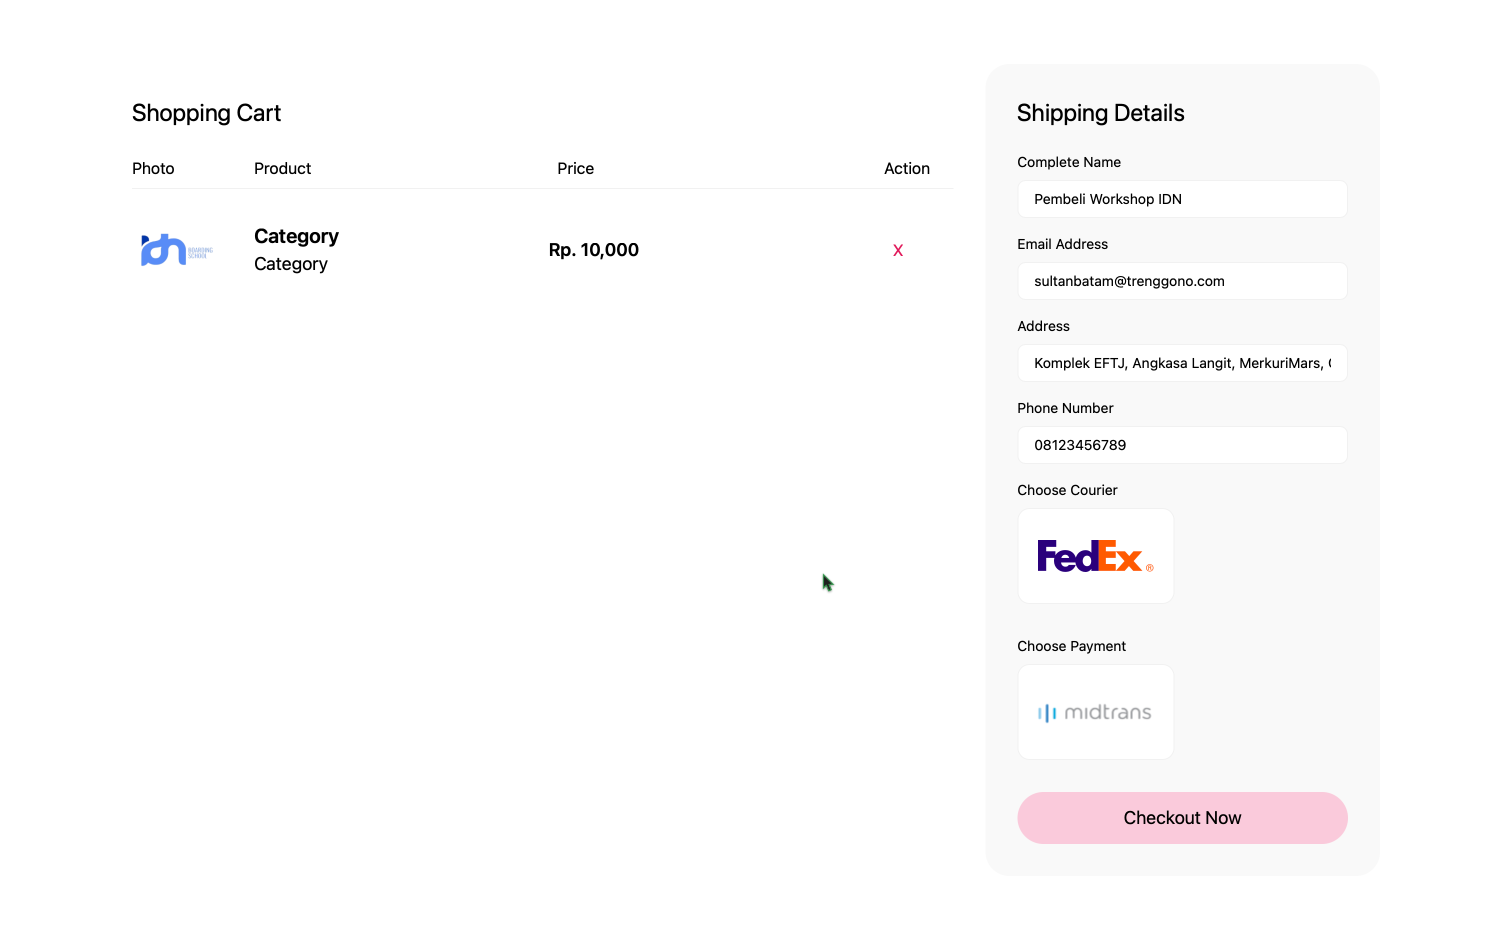 Shopping Cart
Photo Product Price Action
BOARDING
SCHOOL
Category
Category
Rp. 10,000
X
Shipping Details
Complete Name
Pembeli Workshop IDN
Email Address
sultanbatam@trenggono.com
Address
Komplek EFTJ, Angkasa Langit, MerkuriMars,
Phone Number
08123456789
Choose Courier
FedEx®
Choose Payment
midtrans
Checkout Now